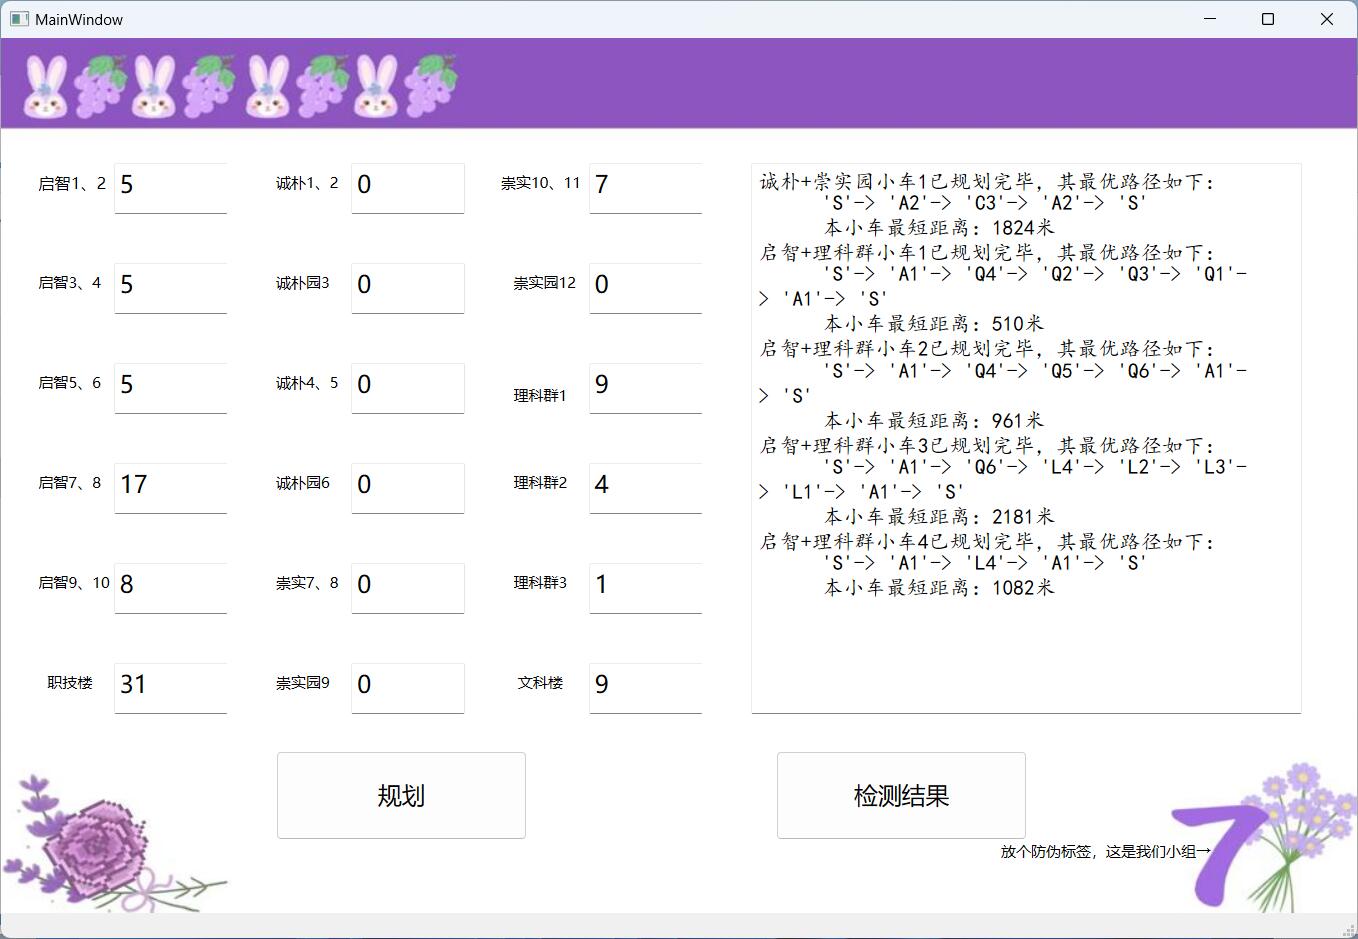 MainWindow
启智1、2 5 诚朴1、2 0 崇实10、11 7
启智3、4 5 诚朴园3 0 崇实园12 0
启智5、6 5 诚朴4、5 0 理科群1 9
启智7、8 17 诚朴园6 0 理科群2 4
启智9、10 8 崇实7、8 0 理科群3 1
职技楼 31 崇实园9 0 文科楼 9
诚朴+崇实园小车1已规划完毕，其最优路径如下：
'S'-> 'A2'-> 'C3'-> 'A2'-> 'S'
本小车最短距离：1824米
启智+理科群小车1已规划完毕，其最优路径如下：
'S'-> 'A1'-> 'Q4'-> 'Q2'-> 'Q3'-> 'Q1'-
> 'A1'-> 'S'
本小车最短距离：510米
启智+理科群小车2已规划完毕，其最优路径如下：
'S'-> 'A1'-> 'Q4'-> 'Q5'-> 'Q6'-> 'A1'-
> 'S'
本小车最短距离：961米
启智+理科群小车3已规划完毕，其最优路径如下：
'S'-> 'A1'-> 'Q6'-> 'L4'-> 'L2'-> 'L3'-
> 'L1'-> 'A1'-> 'S'
本小车最短距离：2181米
启智+理科群小车4已规划完毕，其最优路径如下：
'S'-> 'A1'-> 'L4'-> 'A1'-> 'S'
本小车最短距离：1082米
规划
检测结果
放个防伪标签，这是我们小组→
7